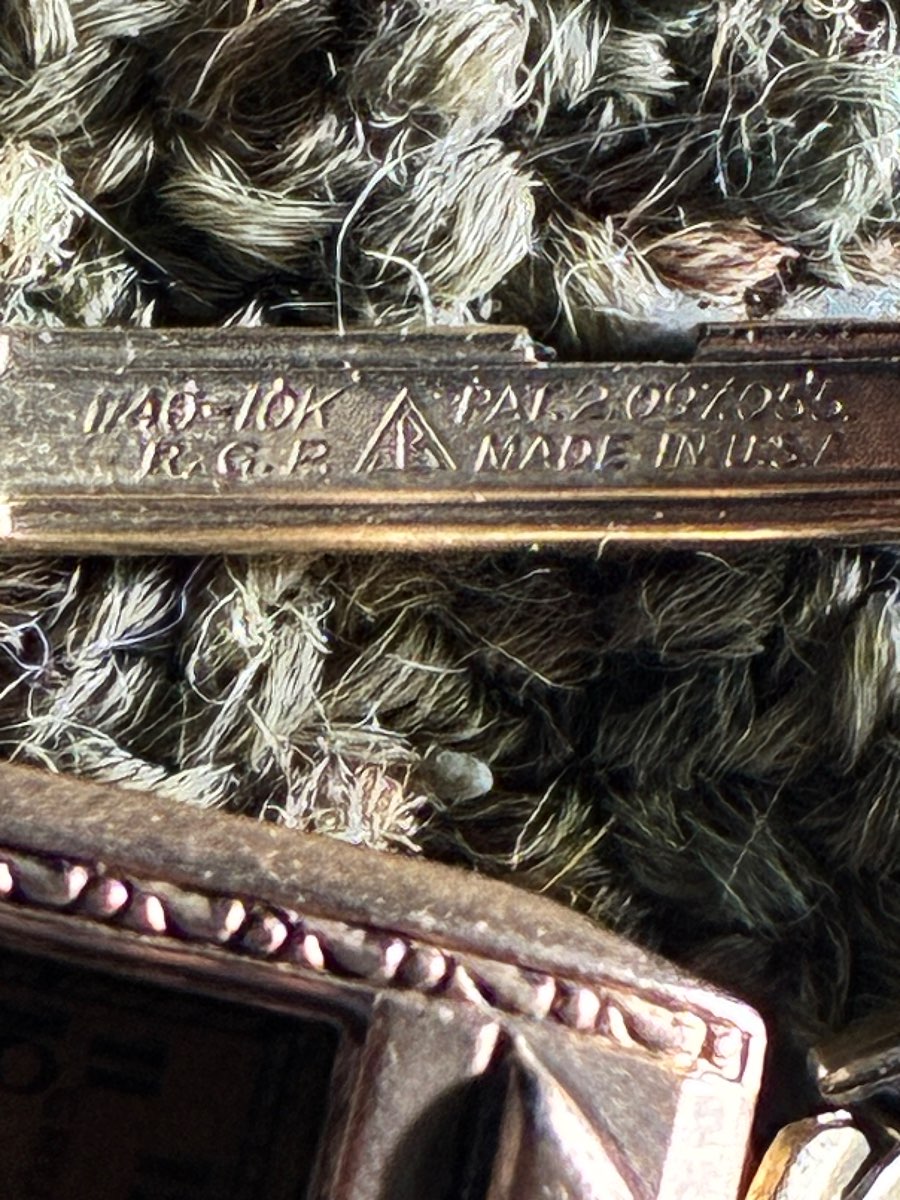 1/40-10K PAT. 2,097,055
R.G.P. MADE IN U.S.A